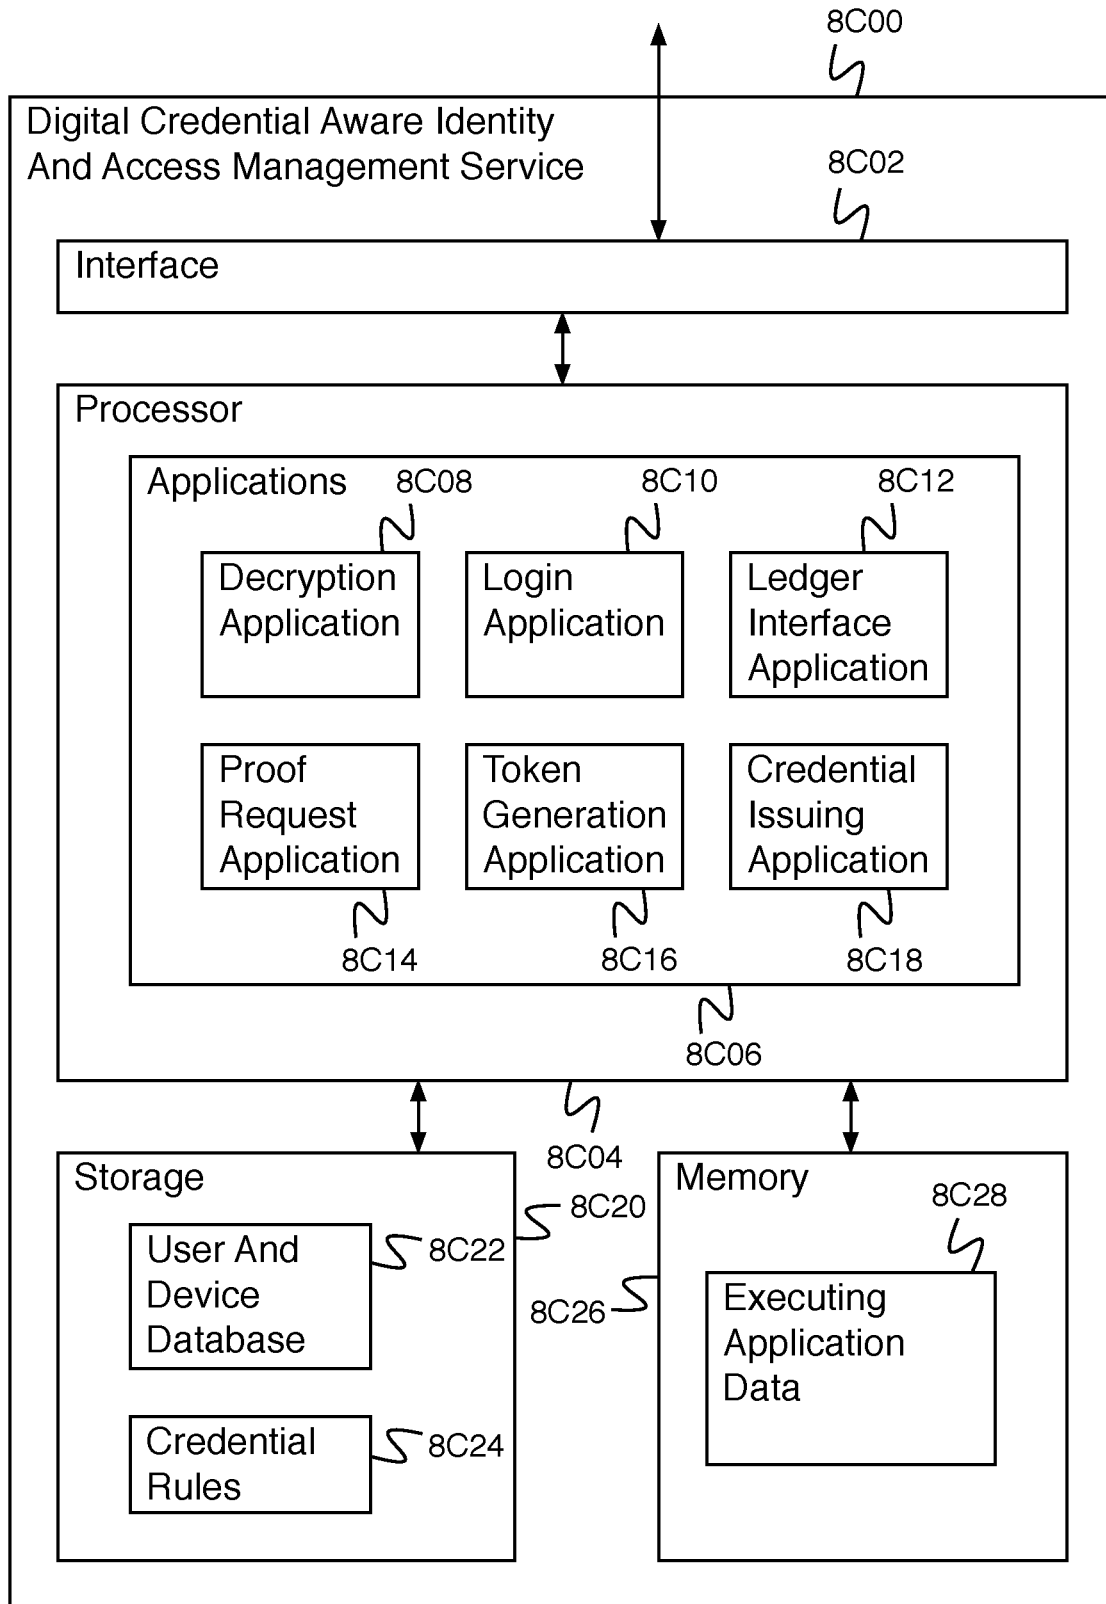 8C00
Digital Credential Aware Identity
And Access Management Service
8C02
Interface
Processor
Applications
8C08
8C10
8C12
Decryption
Application
Login
Application
Ledger
Interface
Application
Proof
Request
Application
Token
Generation
Application
Credential
Issuing
Application
8C14
8C16
8C18
8C06
8C04
Storage
8C20
User And
Device
Database
8C22
Credential
Rules
8C24
Memory
8C28
8C26
Executing
Application
Data